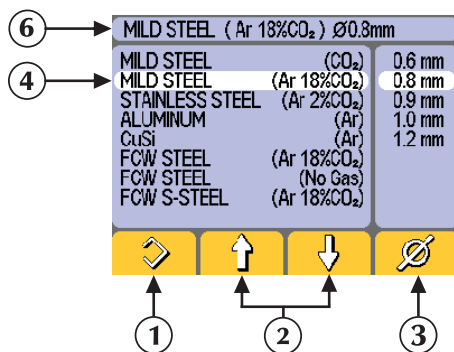 6 MILD STEEL ( Ar 18%CO₂ ) Ø0.8mm
MILD STEEL (CO₂) 0.6 mm
4 MILD STEEL (Ar 18%CO₂) 0.8 mm
STAINLESS STEEL (Ar 2%CO₂) 0.9 mm
ALUMINUM (Ar) 1.0 mm
CuSi (Ar) 1.2 mm
FCW STEEL (Ar 18%CO₂)
FCW STEEL (No Gas)
FCW S-STEEL (Ar 18%CO₂)
Ø
1 2 3